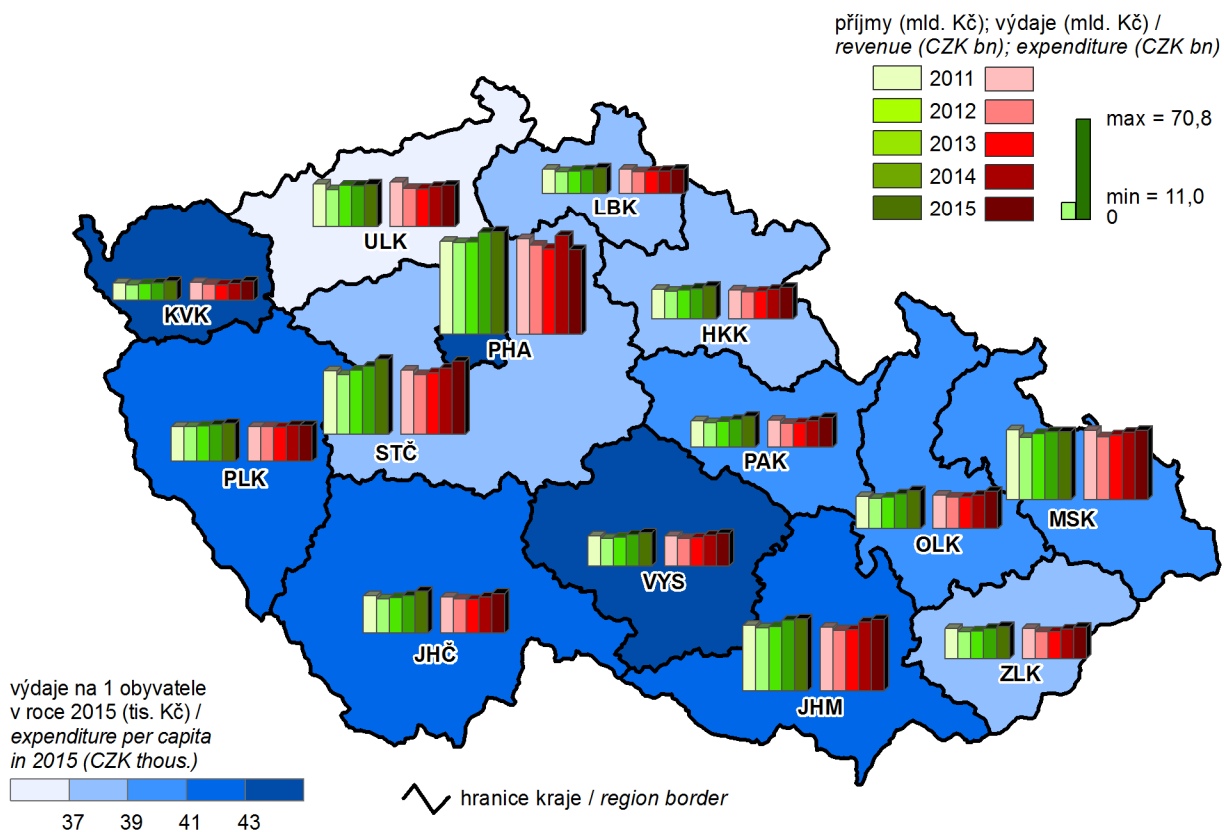 příjmy (mld. Kč); výdaje (mld. Kč) /
revenue (CZK bn); expenditure (CZK bn)
2011
2012
2013
2014
2015
max = 70,8
min = 11,0
0
ULK
LBK
KVK
PHA
HKK
STČ
PLK
PAK
MSK
OLK
VYS
JHČ
ZLK
JHM
výdaje na 1 obyvatele
v roce 2015 (tis. Kč) /
expenditure per capita
in 2015 (CZK thous.)
37 39 41 43
hranice kraje / region border